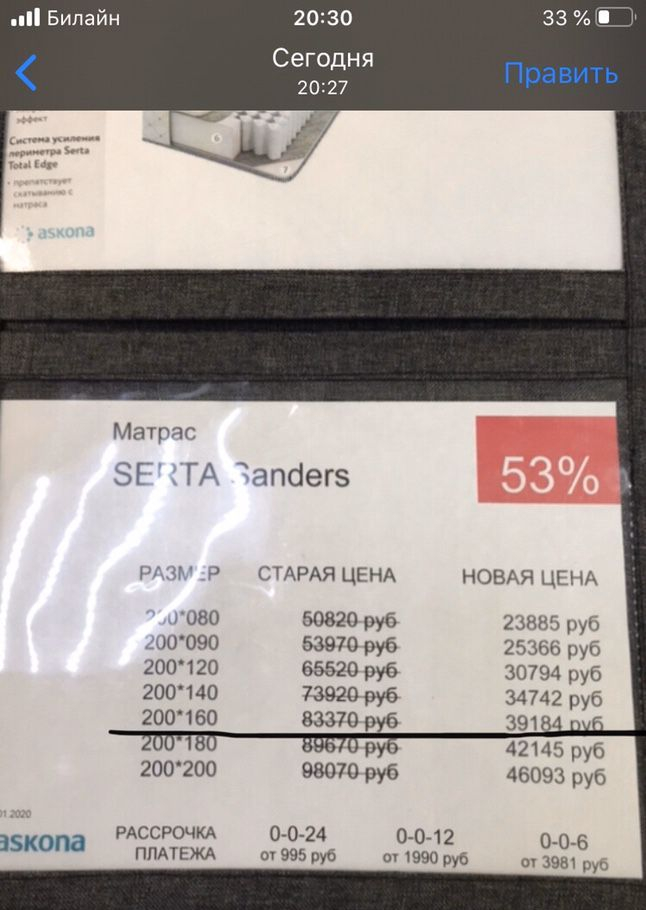 Билайн 20:30 33 %
Сегодня
20:27
Править
эффект
Система усиления
периметра Serta
Total Edge
• препятствует
скатыванию с
матраса
askona
6
7
Матрас
SERTA Sanders
53%
РАЗМЕР СТАРАЯ ЦЕНА НОВАЯ ЦЕНА
200*080 50820 руб 23885 руб
200*090 53970 руб 25366 руб
200*120 65520 руб 30794 руб
200*140 73920 руб 34742 руб
200*160 83370 руб 39184 руб
200*180 89670 руб 42145 руб
200*200 98070 руб 46093 руб
01.2020
askona
РАССРОЧКА 0-0-24 0-0-12 0-0-6
ПЛАТЕЖА от 995 руб от 1990 руб от 3981 руб